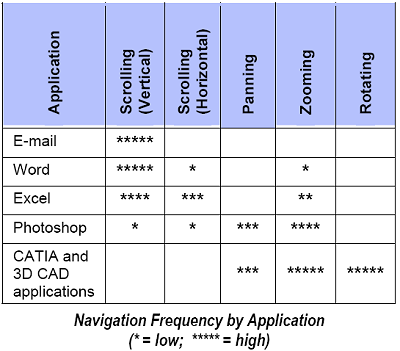 Application Scrolling (Vertical) Scrolling (Horizontal) Panning Zooming Rotating
E-mail *****
Word ***** * *
Excel **** *** **
Photoshop * * *** ****
CATIA and
3D CAD *** ***** *****
applications
Navigation Frequency by Application
(* = low; ***** = high)